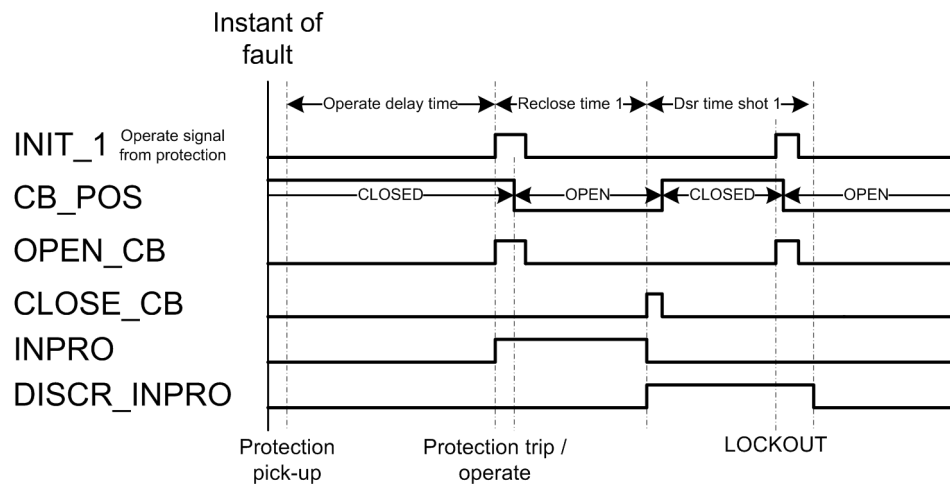 Instant of
fault
Operate delay time
Reclose time 1
Dsr time shot 1
INIT_1
Operate signal
from protection
CB_POS
CLOSED
OPEN
CLOSED
OPEN
OPEN_CB
CLOSE_CB
INPRO
DISCR_INPRO
Protection
pick-up
Protection trip /
operate
LOCKOUT